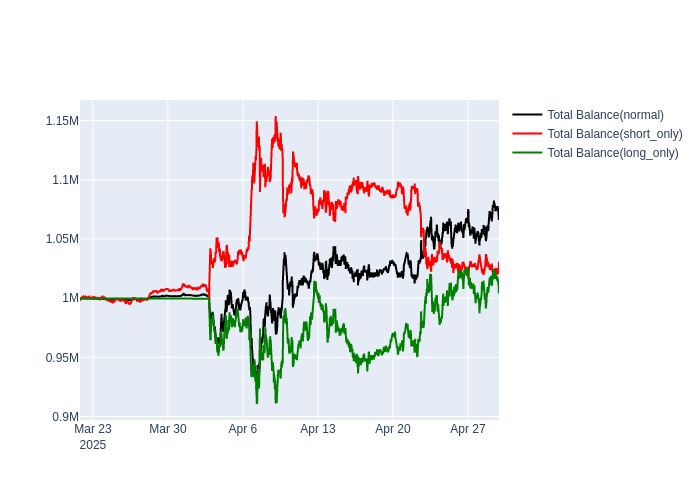 Total Balance(normal)
Total Balance(short_only)
Total Balance(long_only)
1.15M
1.1M
1.05M
1M
0.95M
0.9M
Mar 23 Mar 30 Apr 6 Apr 13 Apr 20 Apr 27
2025